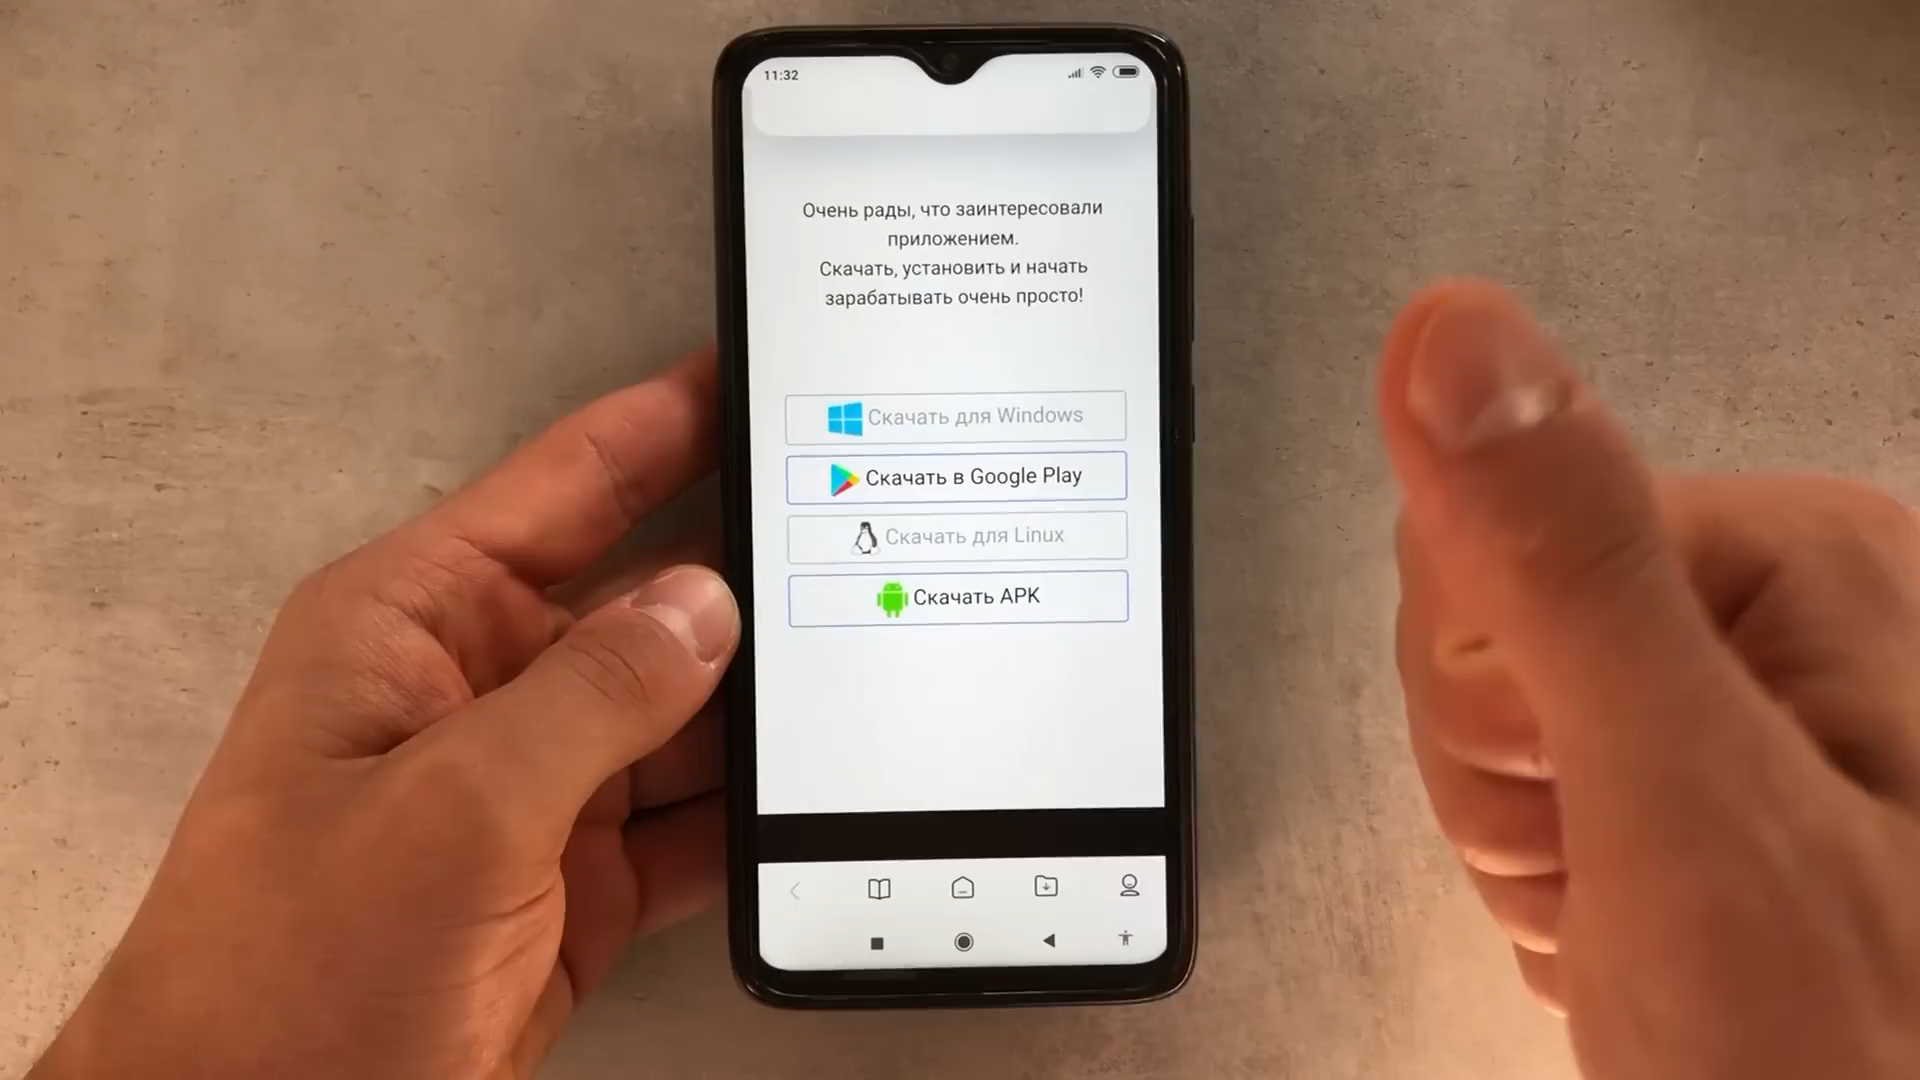 11:32
Очень рады, что заинтересовали
приложением.
Скачать, установить и начать
зарабатывать очень просто!
Скачать для Windows
Скачать в Google Play
Скачать для Linux
Скачать APK